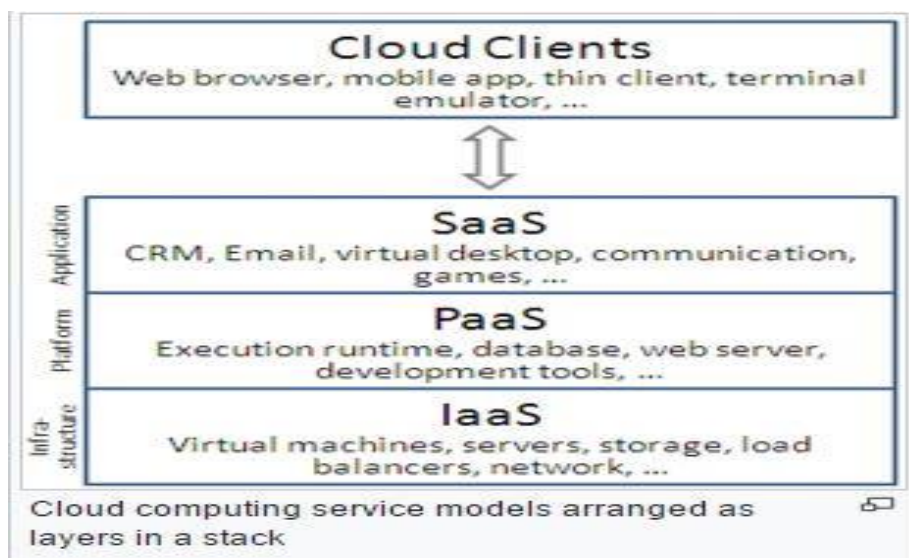 Cloud Clients
Web browser, mobile app, thin client, terminal
emulator, ...
Application
SaaS
CRM, Email, virtual desktop, communication,
games, ...
Platform
PaaS
Execution runtime, database, web server,
development tools, ...
Infra-
structure
IaaS
Virtual machines, servers, storage, load
balancers, network, ...
Cloud computing service models arranged as
layers in a stack